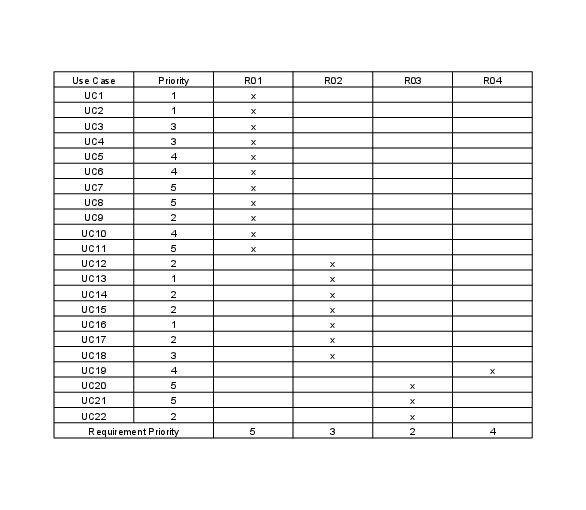 Use Case Priority R01 R02 R03 R04
UC1 1 x
UC2 1 x
UC3 3 x
UC4 3 x
UC5 4 x
UC6 4 x
UC7 5 x
UC8 5 x
UC9 2 x
UC10 4 x
UC11 5 x
UC12 2 x
UC13 1 x
UC14 2 x
UC15 2 x
UC16 1 x
UC17 2 x
UC18 3 x
UC19 4 x
UC20 5 x
UC21 5 x
UC22 2 x
Requirement Priority 5 3 2 4